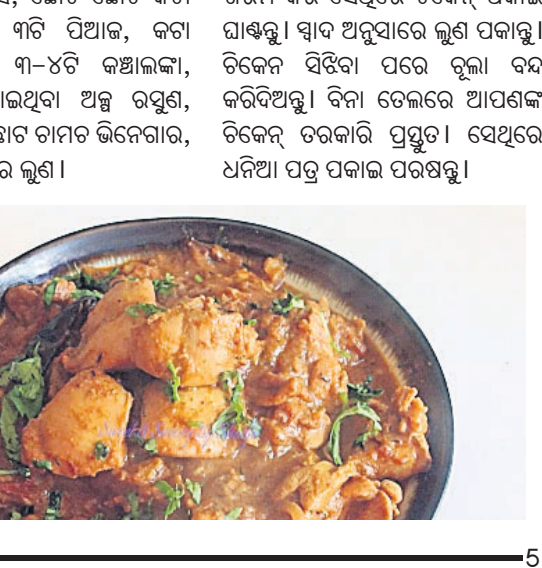 ୩ଟି ପିଆଜ, କଟା
୩-୪ଟି କଞ୍ଚାଲଙ୍କା,
ଅଳ୍ପ ରସୁଣ,
ଚାମଚ ଭିନେଗାର,
ଲୁଣ।
ଘାଣ୍ଟନ୍ତୁ। ସ୍ୱାଦ ଅନୁସାରେ ଲୁଣ ପକାନ୍ତୁ।
ଚିକେନ ସିଝିବା ପରେ ଚୂଲା ବନ୍ଦ
କରିଦିଅନ୍ତୁ। ବିନା ତେଲରେ ଆପଣଙ୍କ
ଚିକେନ୍ ତରକାରି ପ୍ରସ୍ତୁତ। ସେଥିରେ
ଧନିଆ ପତ୍ର ପକାଇ ପରଷନ୍ତୁ।
5